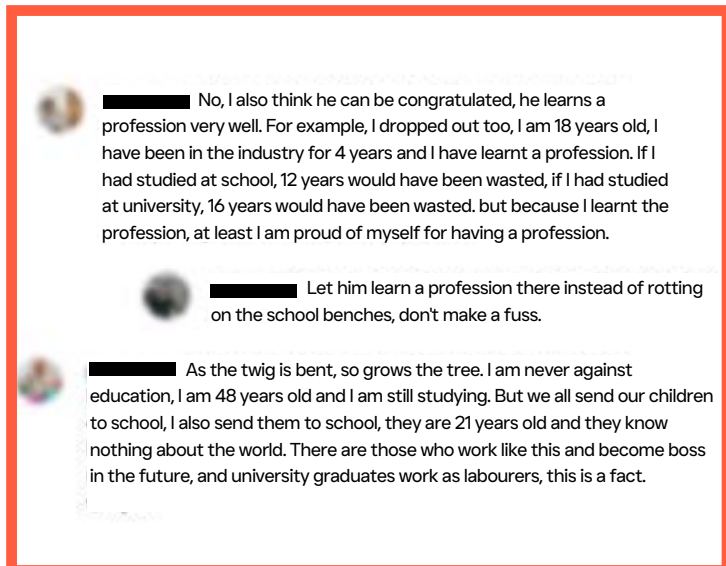 No, I also think he can be congratulated, he learns a
profession very well. For example, I dropped out too, I am 18 years old, I
have been in the industry for 4 years and I have learnt a profession. If I
had studied at school, 12 years would have been wasted, if I had studied
at university, 16 years would have been wasted. but because I learnt the
profession, at least I am proud of myself for having a profession.
Let him learn a profession there instead of rotting
on the school benches, don't make a fuss.
As the twig is bent, so grows the tree. I am never against
education, I am 48 years old and I am still studying. But we all send our children
to school, I also send them to school, they are 21 years old and they know
nothing about the world. There are those who work like this and become boss
in the future, and university graduates work as labourers, this is a fact.